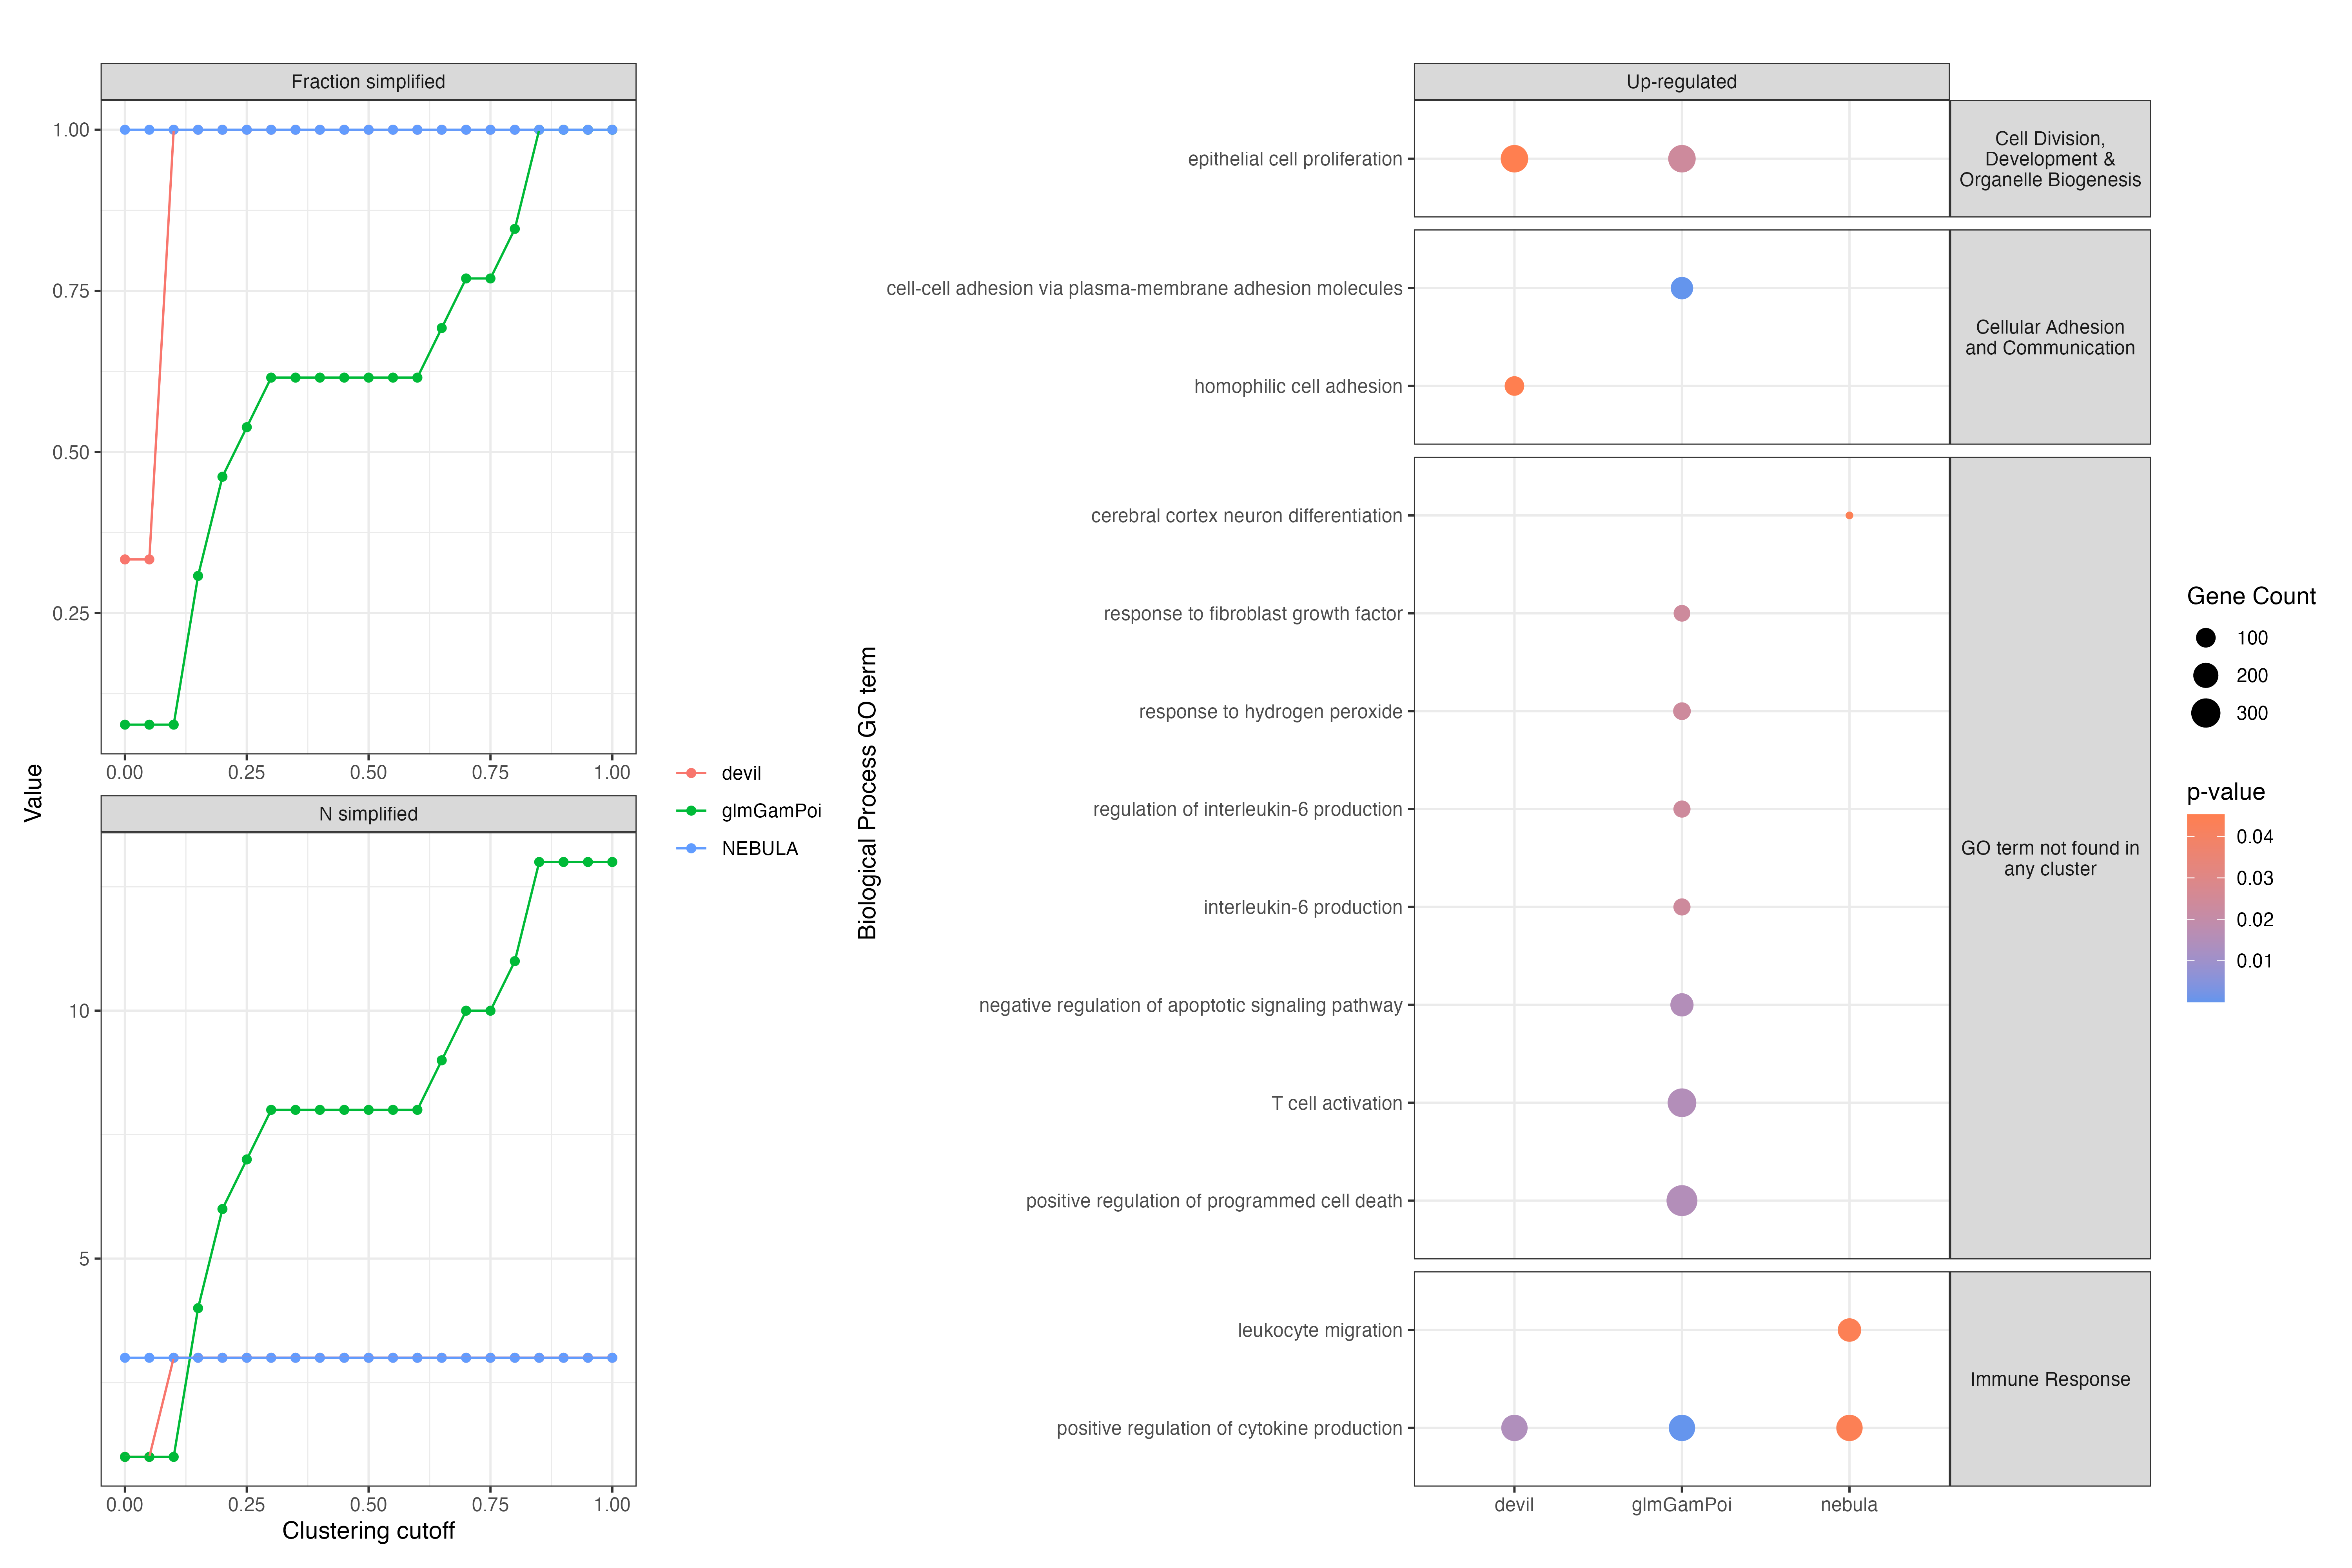 Fraction simplified
1.00
0.75
0.50
0.25
0.00
0.25
0.50
0.75
1.00
N simplified
10
5
0.00
0.25
0.50
0.75
1.00
Clustering cutoff
Value
devil
glmGamPoi
NEBULA
Biological Process GO term
Up-regulated
epithelial cell proliferation
cell-cell adhesion via plasma-membrane adhesion molecules
homophilic cell adhesion
cerebral cortex neuron differentiation
response to fibroblast growth factor
response to hydrogen peroxide
regulation of interleukin-6 production
interleukin-6 production
negative regulation of apoptotic signaling pathway
T cell activation
positive regulation of programmed cell death
leukocyte migration
positive regulation of cytokine production
devil
glmGamPoi
nebula
Cell Division,
Development &
Organelle Biogenesis
Cellular Adhesion
and Communication
GO term not found in
any cluster
Immune Response
Gene Count
100
200
300
p-value
0.04
0.03
0.02
0.01